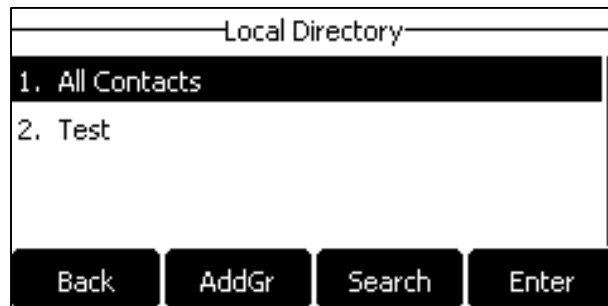 Local Directory
1. All Contacts
2. Test
Back AddGr Search Enter